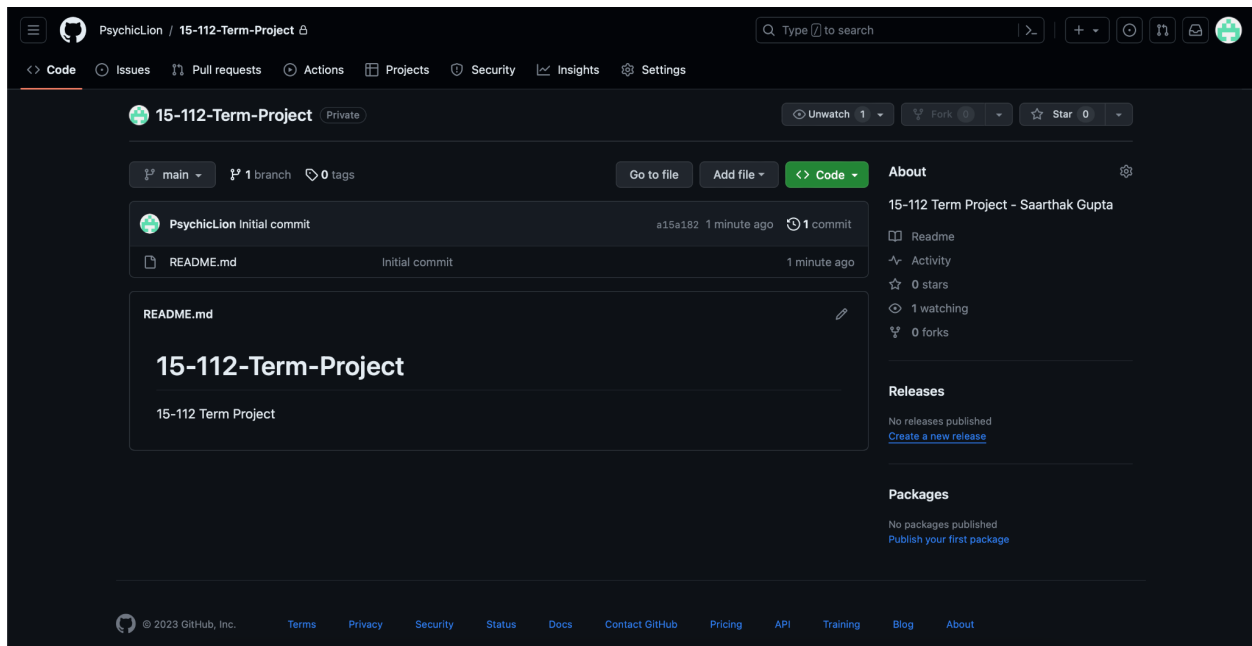 PsychicLion / 15-112-Term-Project
Type / to search
Code Issues Pull requests Actions Projects Security Insights Settings
15-112-Term-Project Private
Unwatch 1 Fork 0 Star 0
main 1 branch 0 tags Go to file Add file <> Code
PsychicLion Initial commit a15a182 1 minute ago 1 commit
README.md Initial commit 1 minute ago
README.md
15-112-Term-Project
15-112 Term Project
About
15-112 Term Project - Saarthak Gupta
Readme
Activity
0 stars
1 watching
0 forks
Releases
No releases published
Create a new release
Packages
No packages published
Publish your first package
© 2023 GitHub, Inc. Terms Privacy Security Status Docs Contact GitHub Pricing API Training Blog About